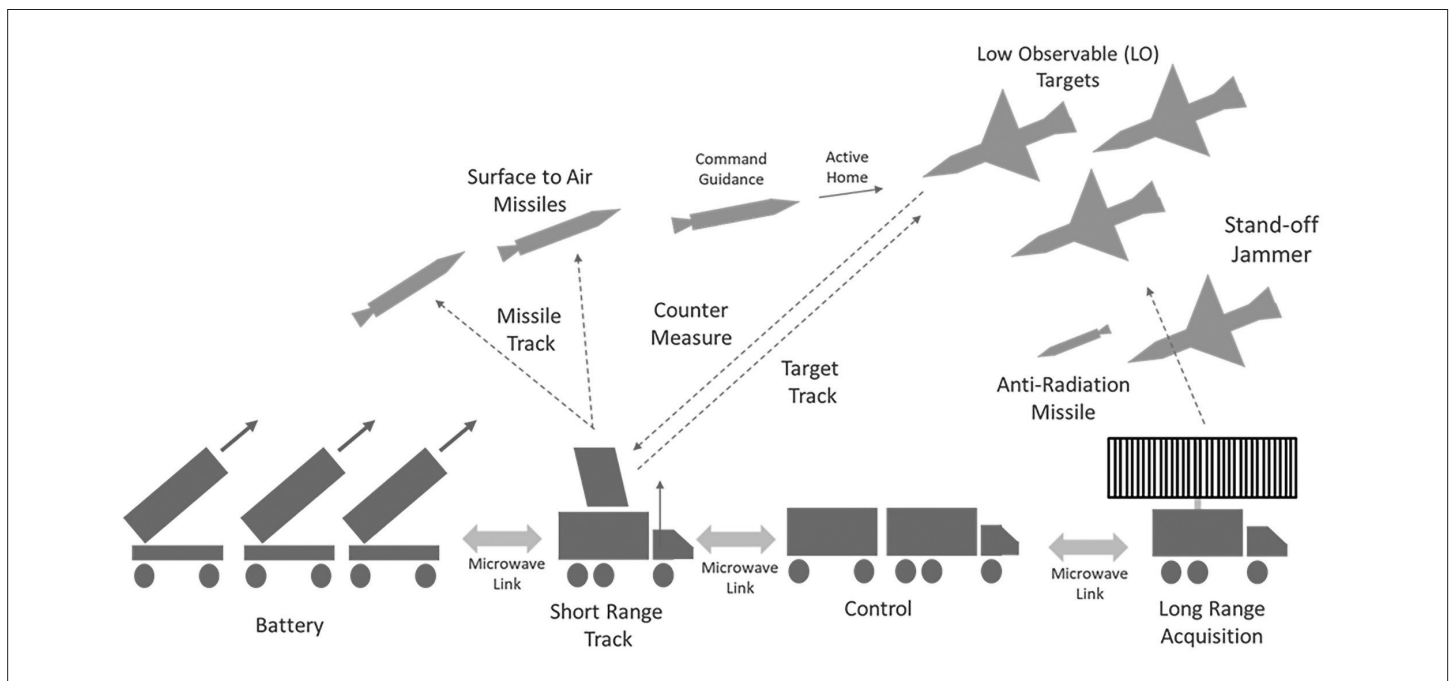 Low Observable (LO)
Targets
Command
Guidance
Active
Home
Surface to Air
Missiles
Stand-off
Jammer
Missile
Track
Counter
Measure
Target
Track
Anti-Radiation
Missile
Microwave
Link
Microwave
Link
Microwave
Link
Battery
Short Range
Track
Control
Long Range
Acquisition